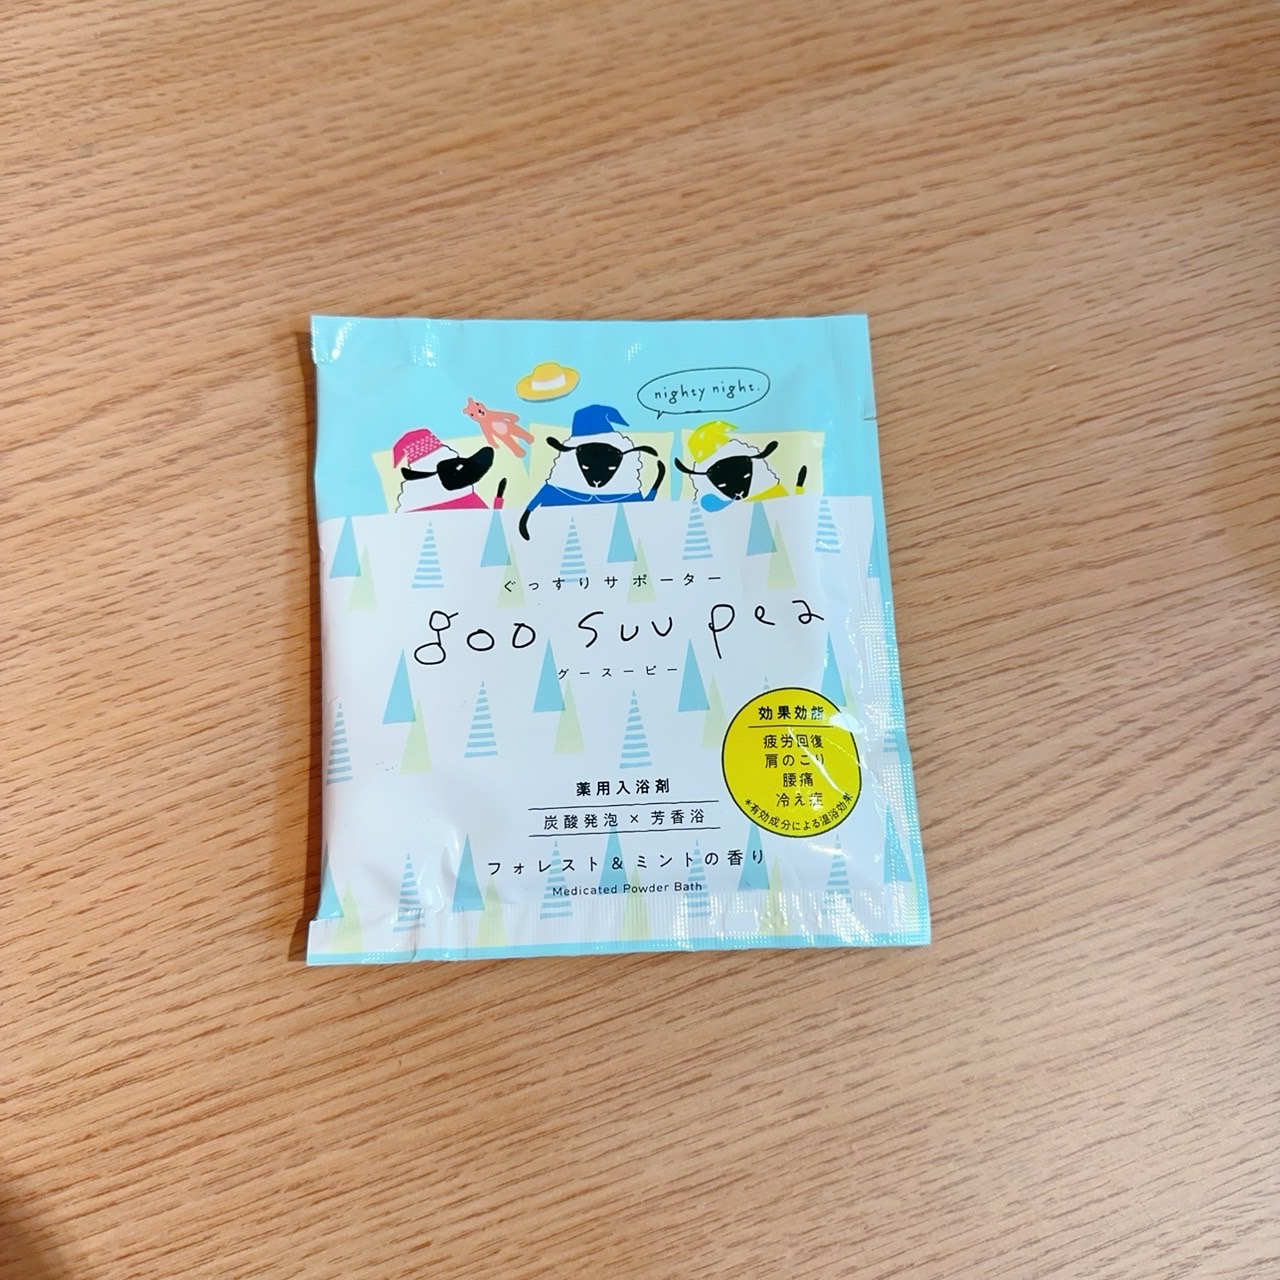 nighty night.
ぐっすりサポーター
goo suu pea
グースーピー
効果効能
疲労回復
肩のこり
腰痛
冷え症
*有効成分による温浴効果
薬用入浴剤
炭酸発泡×芳香浴
フォレスト&ミントの香り
Medicated Powder Bath